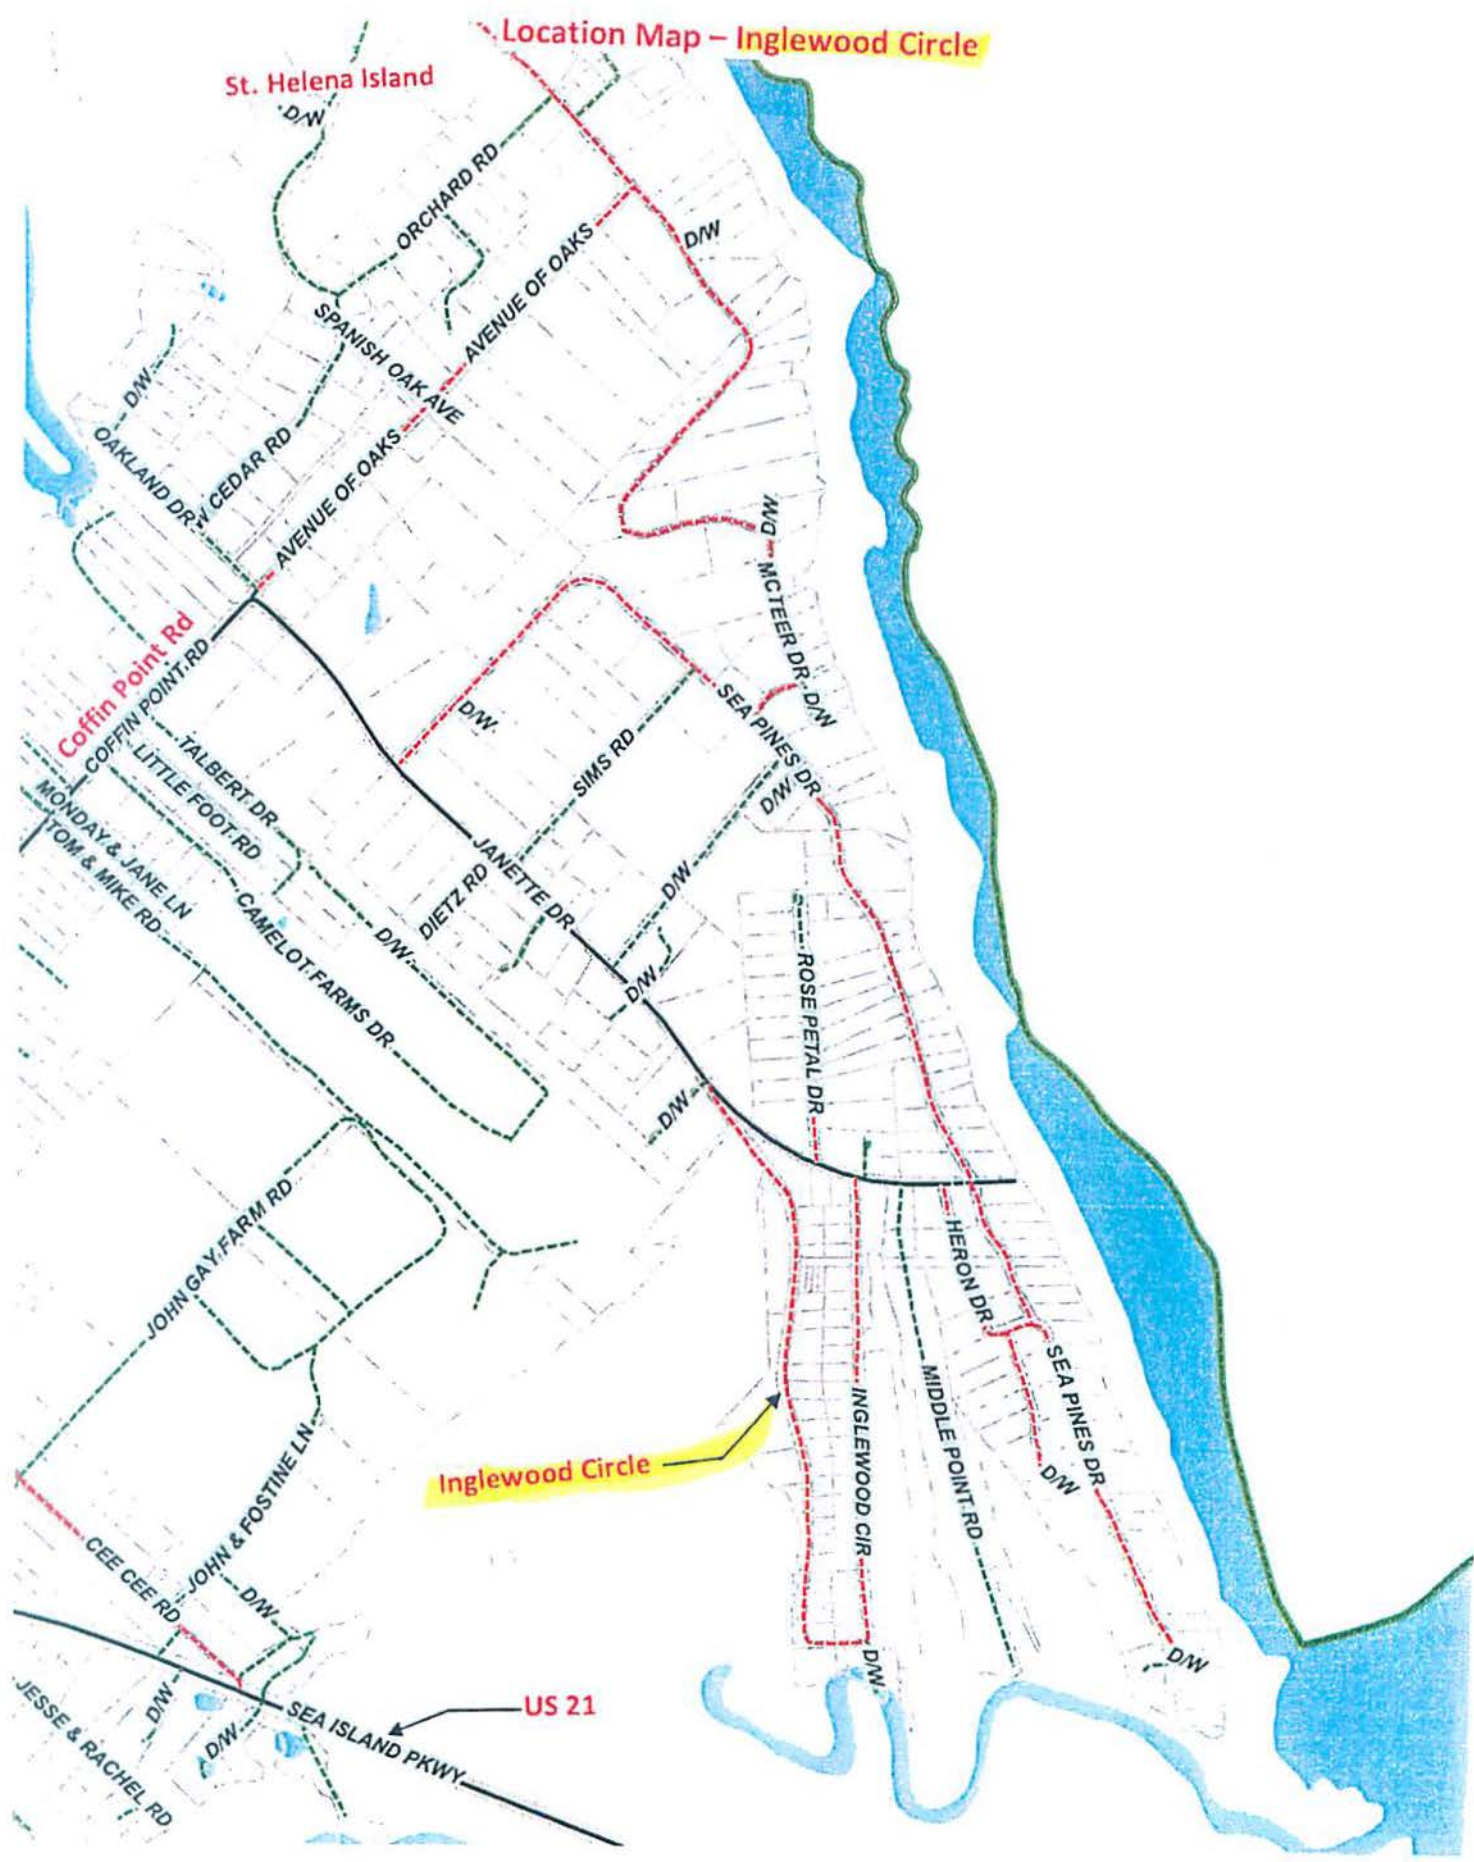 Location Map – Inglewood Circle
St. Helena Island
D/W
ORCHARD RD
D/W
AVENUE OF OAKS
SPANISH OAK AVE
D/W
OAKLAND DR
CEDAR RD
AVENUE OF OAKS
D/W
MCTEER DR
D/W
Coffin Point Rd
COFFIN POINT RD
D/W
SEA PINES DR
SIMS RD
D/W
TALBERT DR
LITTLE FOOT RD
MONDAY & JANE LN
TOM & MIKE RD
JANETTE DR
DIETZ RD
D/W
CAMELOT FARMS DR
D/W
D/W
ROSE PETAL DR
D/W
JOHN GAY FARM RD
HERON DR
SEA PINES DR
MIDDLE POINT RD
INGLEWOOD CIR
Inglewood Circle
D/W
JOHN & FOSTINE LN
CEE CEE RD
D/W
D/W
D/W
D/W
D/W
JESSE & RACHEL RD
SEA ISLAND PKWY
US 21